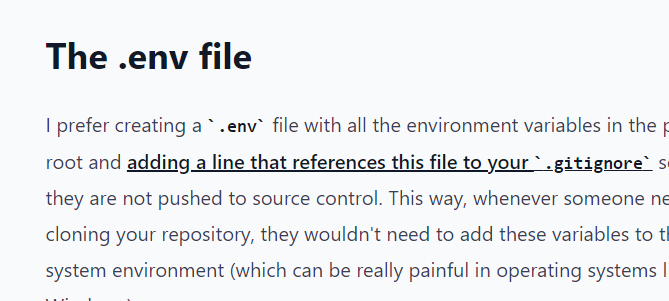 The .env file
I prefer creating a `.env` file with all the environment variables in the
root and adding a line that references this file to your `.gitignore`
they are not pushed to source control. This way, whenever someone
cloning your repository, they wouldn't need to add these variables to
system environment (which can be really painful in operating systems